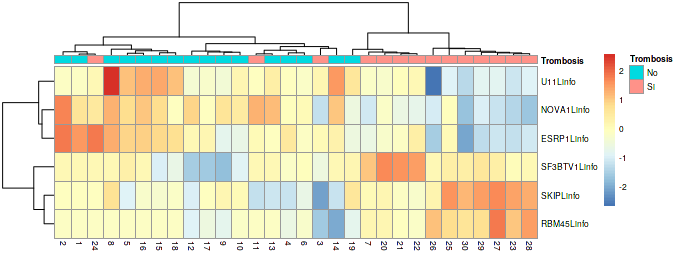 Trombosis
U11Linfo
NOVA1Linfo
ESRP1Linfo
SF3BTV1Linfo
SKIPLinfo
RBM45Linfo
2 1 24 8 5 16 15 18 12 17 9 10 11 13 4 6 3 14 19 7 20 21 22 26 25 30 29 27 23 28
2
1
0
-1
-2
Trombosis
No
Si